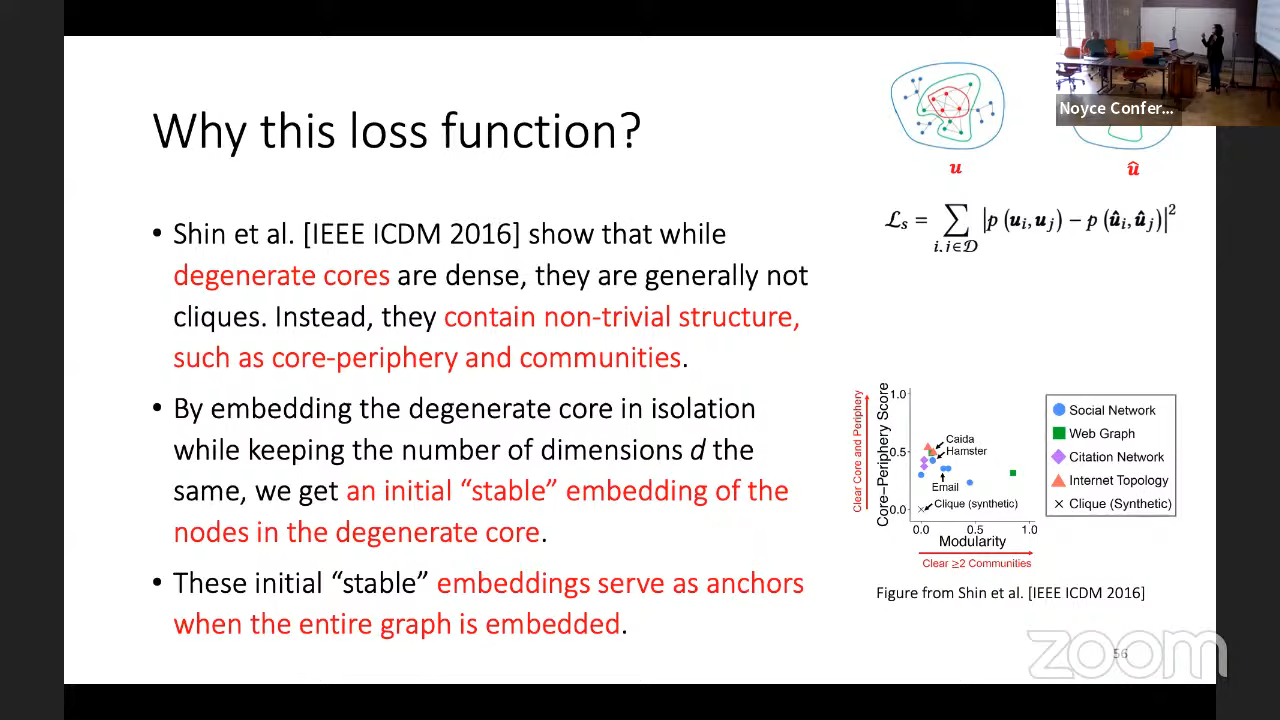 Why this loss function?
• Shin et al. [IEEE ICDM 2016] show that while
degenerate cores are dense, they are generally not
cliques. Instead, they contain non-trivial structure,
such as core-periphery and communities.
• By embedding the degenerate core in isolation
while keeping the number of dimensions d the
same, we get an initial “stable” embedding of the
nodes in the degenerate core.
• These initial “stable” embeddings serve as anchors
when the entire graph is embedded.
Noyce Confer...
u
û
ℒₛ = ∑ |p (uᵢ, uⱼ) − p (ûᵢ, ûⱼ)|²
i, j∈𝒟
Clear Core and Periphery
Core−Periphery Score
1.0
0.5
0.0
Caida
Hamster
Email
Clique (synthetic)
0.0 0.5 1.0
Modularity
Clear ≥2 Communities
Social Network
Web Graph
Citation Network
Internet Topology
Clique (Synthetic)
Figure from Shin et al. [IEEE ICDM 2016]
56
zoom